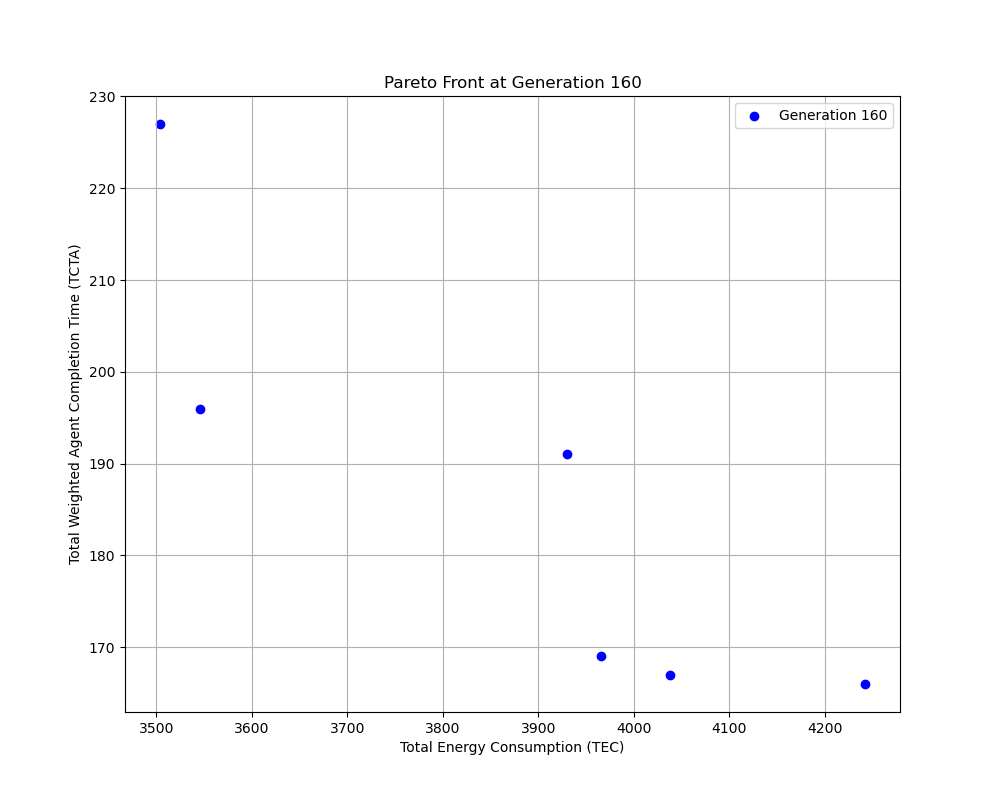 Pareto Front at Generation 160
Generation 160
Total Weighted Agent Completion Time (TCTA)
230
220
210
200
190
180
170
3500 3600 3700 3800 3900 4000 4100 4200
Total Energy Consumption (TEC)